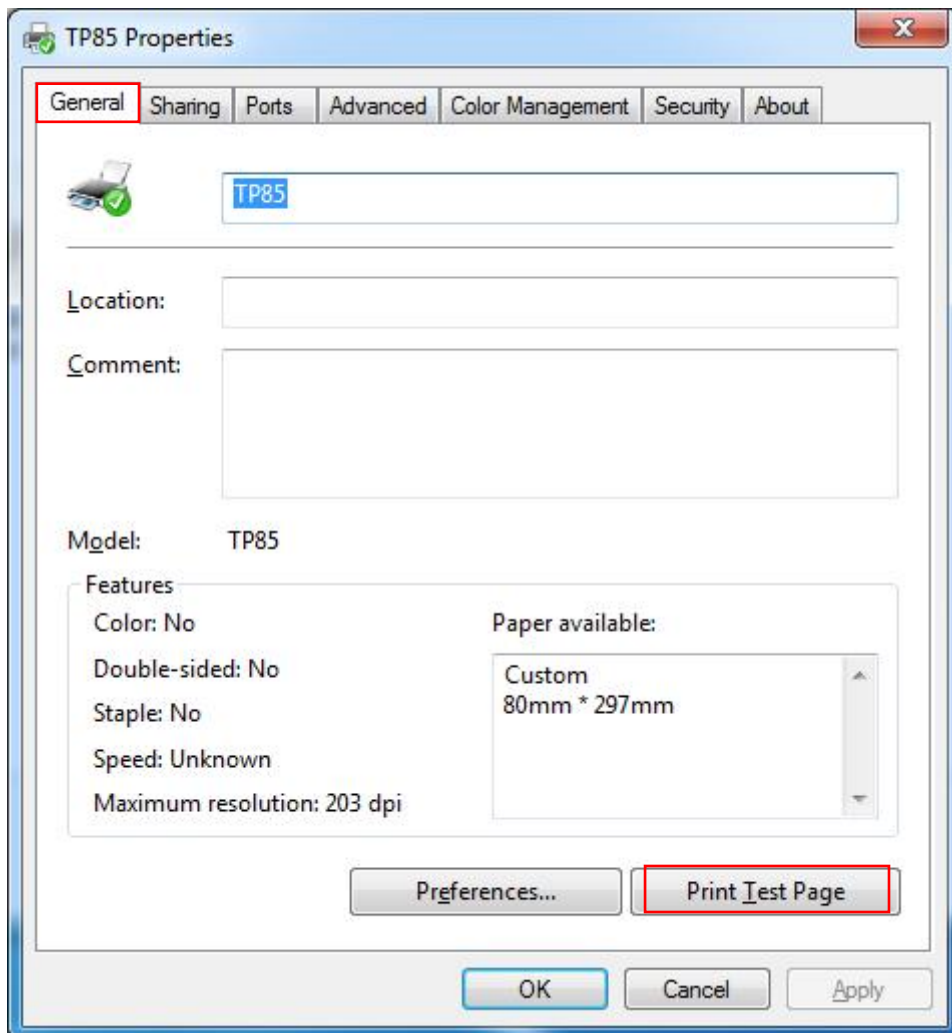 TP85 Properties
X
General Sharing Ports Advanced Color Management Security About
TP85
Location:
Comment:
Model: TP85
Features
Color: No
Paper available:
Double-sided: No
Custom
Staple: No
80mm * 297mm
Speed: Unknown
Maximum resolution: 203 dpi
Preferences... Print Test Page
OK Cancel Apply